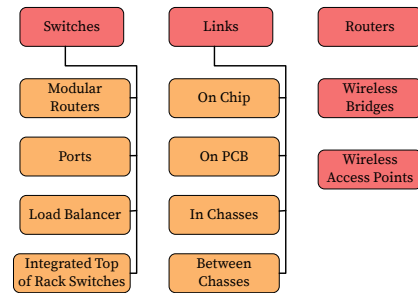 Switches
Modular
Routers
Ports
Load Balancer
Integrated Top
of Rack Switches
Links
On Chip
On PCB
In Chasses
Between
Chasses
Routers
Wireless
Bridges
Wireless
Access Points